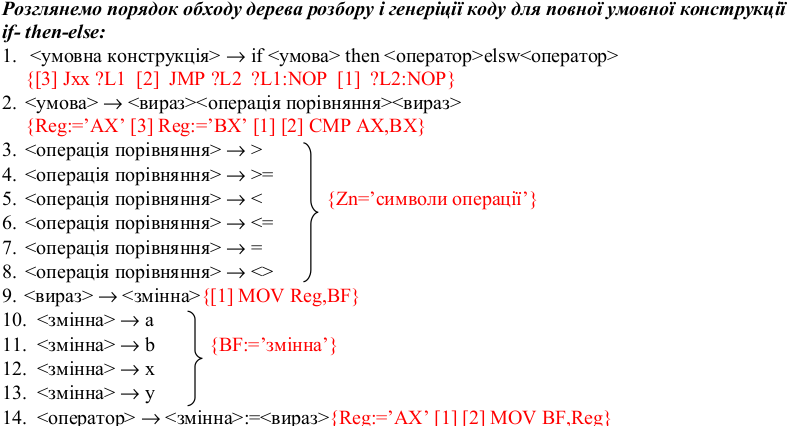 Розглянемо порядок обходу дерева розбору і генеріції коду для повної умовної конструкції
if- then-else:
1. <умовна конструкція> → if <умова> then <оператор>elsw<оператор>
{[3] Jxx ?L1 [2] JMP ?L2 ?L1:NOP [1] ?L2:NOP}
2. <умова> → <вираз><операція порівняння><вираз>
{Reg:=’AX’ [3] Reg:=’BX’ [1] [2] CMP AX,BX}
3. <операція порівняння> → >
4. <операція порівняння> → >=
5. <операція порівняння> → < {Zn=’символи операції’}
6. <операція порівняння> → <=
7. <операція порівняння> → =
8. <операція порівняння> → <>
9. <вираз> → <змінна>{[1] MOV Reg,BF}
10. <змінна> → a
11. <змінна> → b {BF:=’змінна’}
12. <змінна> → x
13. <змінна> → y
14. <оператор> → <змінна>:=<вираз>{Reg:=’AX’ [1] [2] MOV BF,Reg}